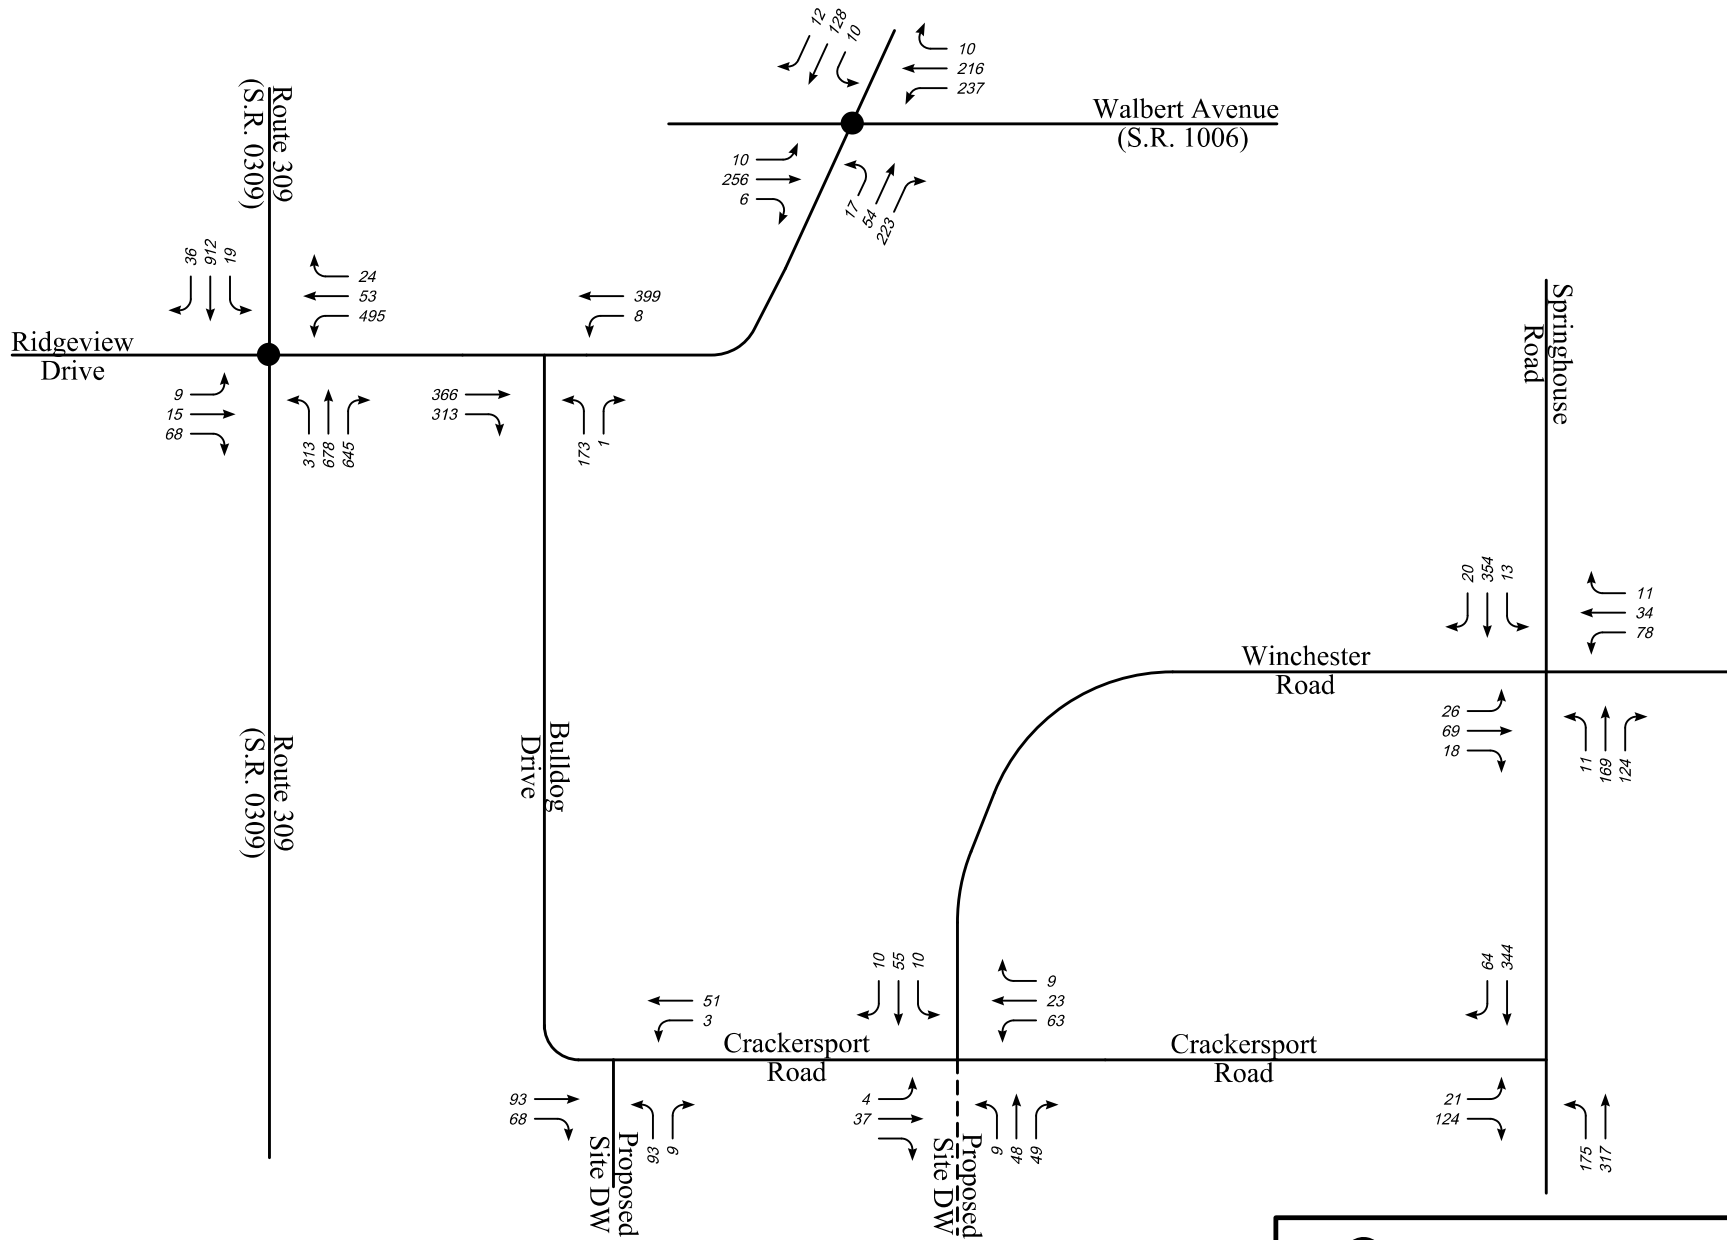 12
128
10
10
216
237
Walbert Avenue
(S.R. 1006)
10
256
6
17
54
223
Route 309
(S.R. 0309)
36
912
19
24
53
495
Ridgeview
Drive
9
15
68
313
678
645
399
8
366
313
173
1
Springhouse
Road
20
354
13
11
34
78
Winchester
Road
26
69
18
11
169
124
Route 309
(S.R. 0309)
Bulldog
Drive
51
3
10
55
10
9
23
63
64
344
Crackersport
Road
Crackersport
Road
93
68
93
9
Proposed
Site DW
4
37
9
48
49
Proposed
Site DW
21
124
175
317